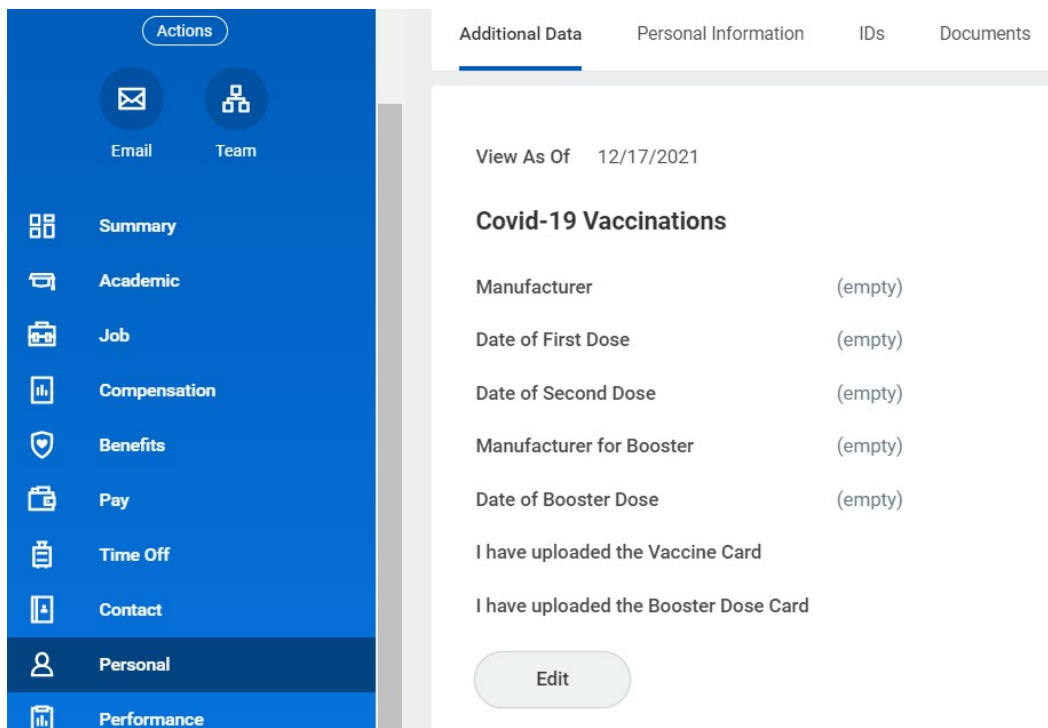 Actions
Email Team
Summary
Academic
Job
Compensation
Benefits
Pay
Time Off
Contact
Personal
Performance
Additional Data Personal Information IDs Documents
View As Of 12/17/2021
Covid-19 Vaccinations
Manufacturer (empty)
Date of First Dose (empty)
Date of Second Dose (empty)
Manufacturer for Booster (empty)
Date of Booster Dose (empty)
I have uploaded the Vaccine Card
I have uploaded the Booster Dose Card
Edit